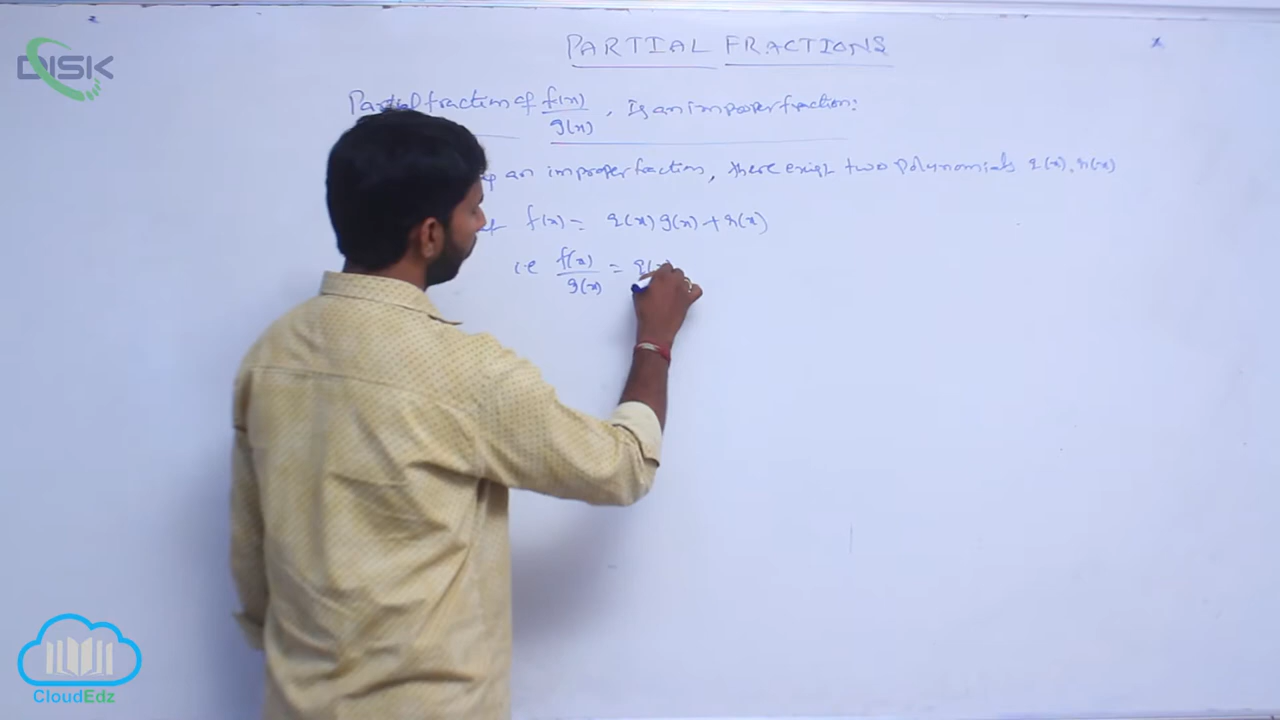 DISK
PARTIAL FRACTIONS
Partial fraction of f(x)/g(x), is an improper fraction:
an improper fraction, there exist two polynomials q(x), r(x)
f(x) = q(x) g(x) + r(x)
i.e f(x)/g(x) = q(x)
CloudEdz